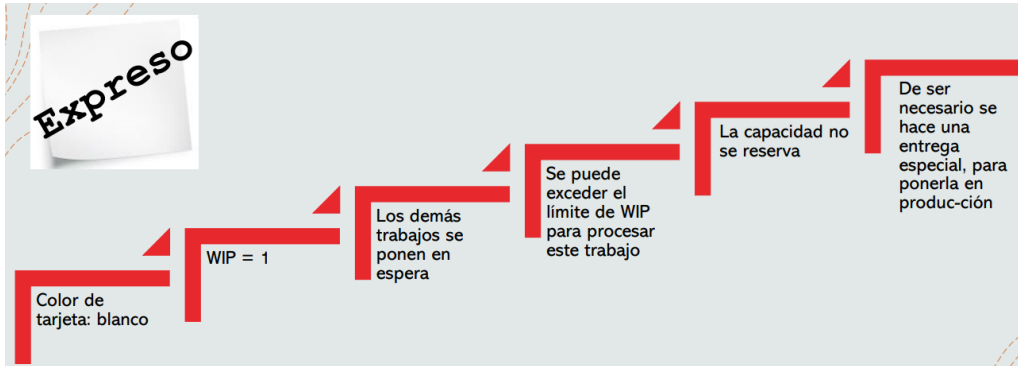 Expreso
Color de
tarjeta: blanco
WIP = 1
Los demás
trabajos se
ponen en
espera
Se puede
exceder el
límite de WIP
para procesar
este trabajo
La capacidad no
se reserva
De ser
necesario se
hace una
entrega
especial, para
ponerla en
produc-ción